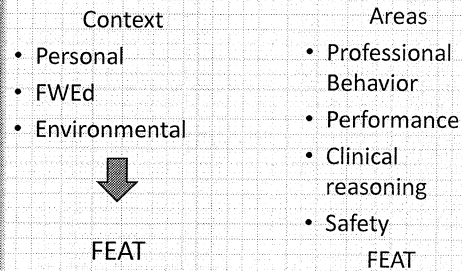 Context
• Personal
• FWEd
• Environmental
FEAT
Areas
• Professional
Behavior
• Performance
• Clinical
reasoning
• Safety
FEAT